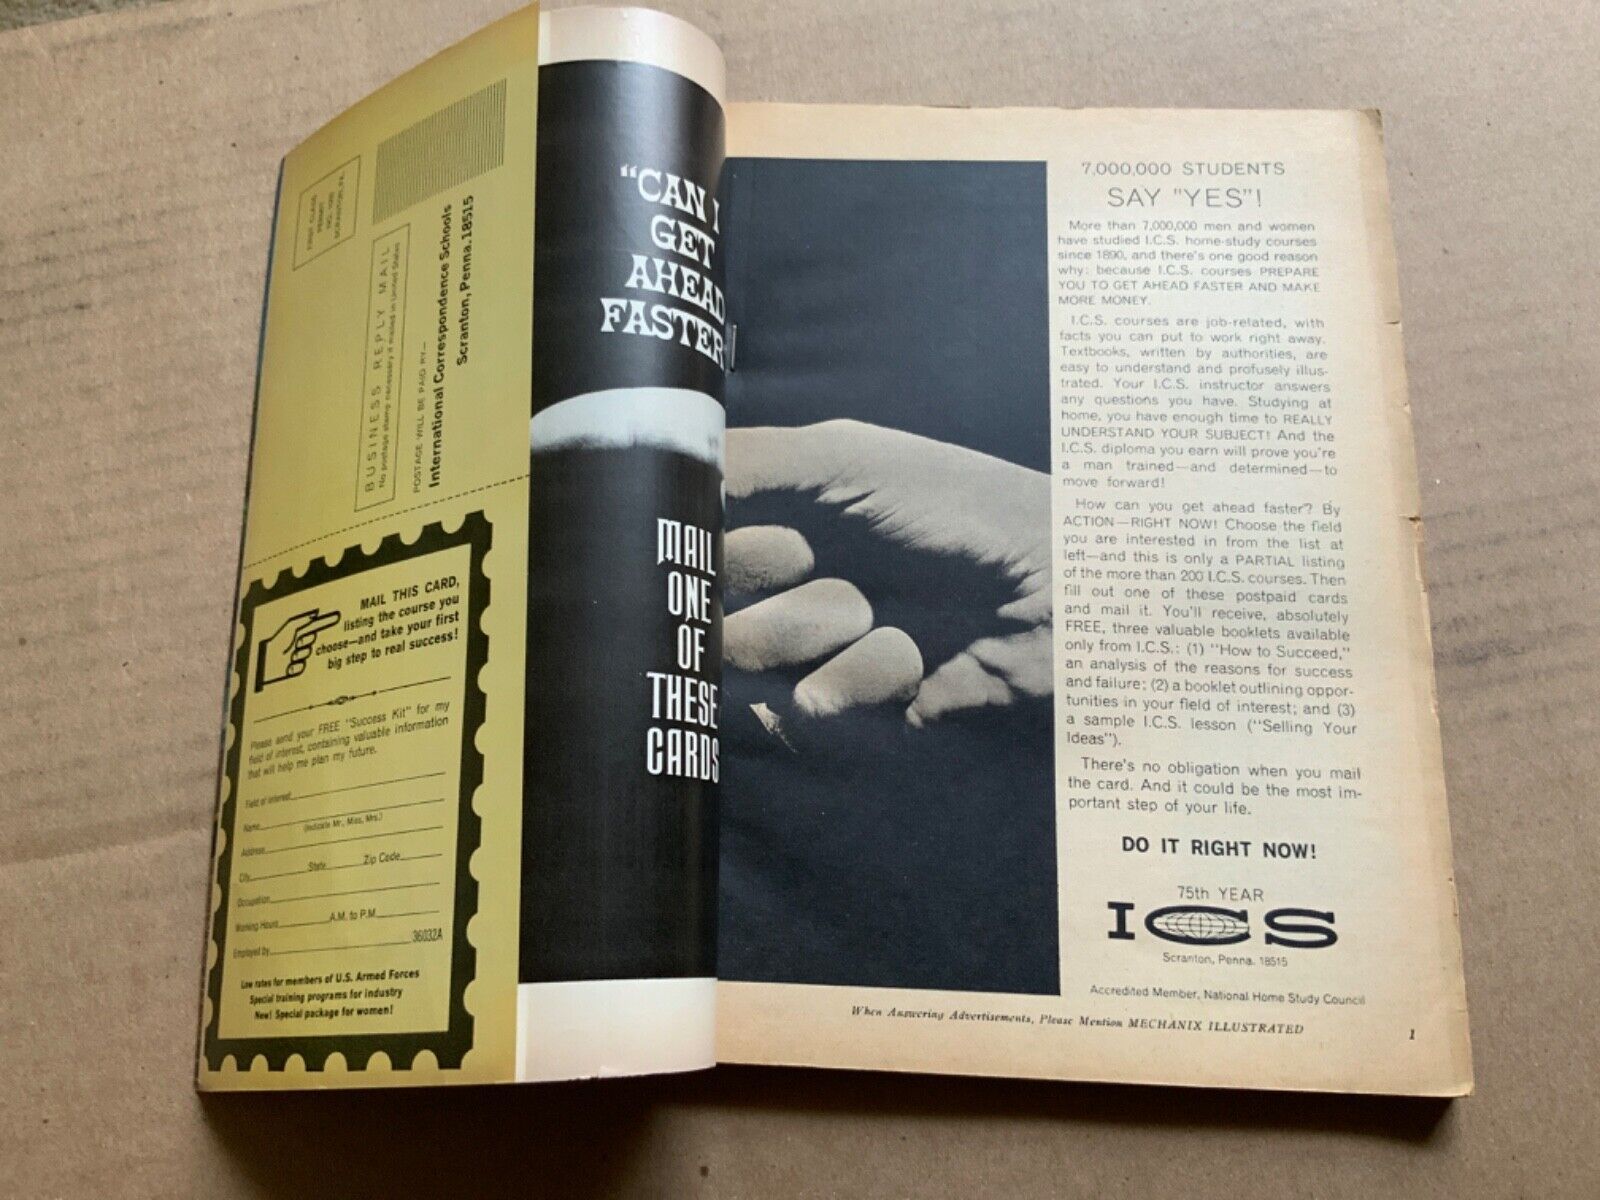 FIRST CLASS
PERMIT
NO. 1000
SCRANTON, PA.
BUSINESS REPLY MAIL
No postage stamp necessary if mailed in United States
POSTAGE WILL BE PAID BY—
International Correspondence Schools
Scranton, Penna. 18515
MAIL THIS CARD,
listing the course you
choose—and take your first
big step to real success!
Please send your FREE "Success Kit" for my
field of interest, containing valuable information
that will help me plan my future.
Field of Interest
Name
(Indicate Mr., Miss, Mrs.)
Address
City State Zip Code
Occupation
Working Hours A.M. to P.M.
Employed by 36032A
Low rates for members of U.S. Armed Forces
Special training programs for industry
New! Special package for women!
“CAN I
GET
AHEAD
FASTER
MAIL
ONE
OF
THESE
CARDS
7,000,000 STUDENTS
SAY "YES"!
More than 7,000,000 men and women
have studied I.C.S. home-study courses
since 1890, and there's one good reason
why: because I.C.S. courses PREPARE
YOU TO GET AHEAD FASTER AND MAKE
MORE MONEY.
I.C.S. courses are job-related, with
facts you can put to work right away.
Textbooks, written by authorities, are
easy to understand and profusely illus-
trated. Your I.C.S. instructor answers
any questions you have. Studying at
home, you have enough time to REALLY
UNDERSTAND YOUR SUBJECT! And the
I.C.S. diploma you earn will prove you're
a man trained—and determined—to
move forward!
How can you get ahead faster? By
ACTION—RIGHT NOW! Choose the field
you are interested in from the list at
left—and this is only a PARTIAL listing
of the more than 200 I.C.S. courses. Then
fill out one of these postpaid cards
and mail it. You'll receive, absolutely
FREE, three valuable booklets available
only from I.C.S.: (1) "How to Succeed,"
an analysis of the reasons for success
and failure; (2) a booklet outlining oppor-
tunities in your field of interest; and (3)
a sample I.C.S. lesson ("Selling Your
Ideas").
There's no obligation when you mail
the card. And it could be the most im-
portant step of your life.
DO IT RIGHT NOW!
75th YEAR
ICS
Scranton, Penna. 18515
Accredited Member, National Home Study Council
When Answering Advertisements, Please Mention MECHANIX ILLUSTRATED
1